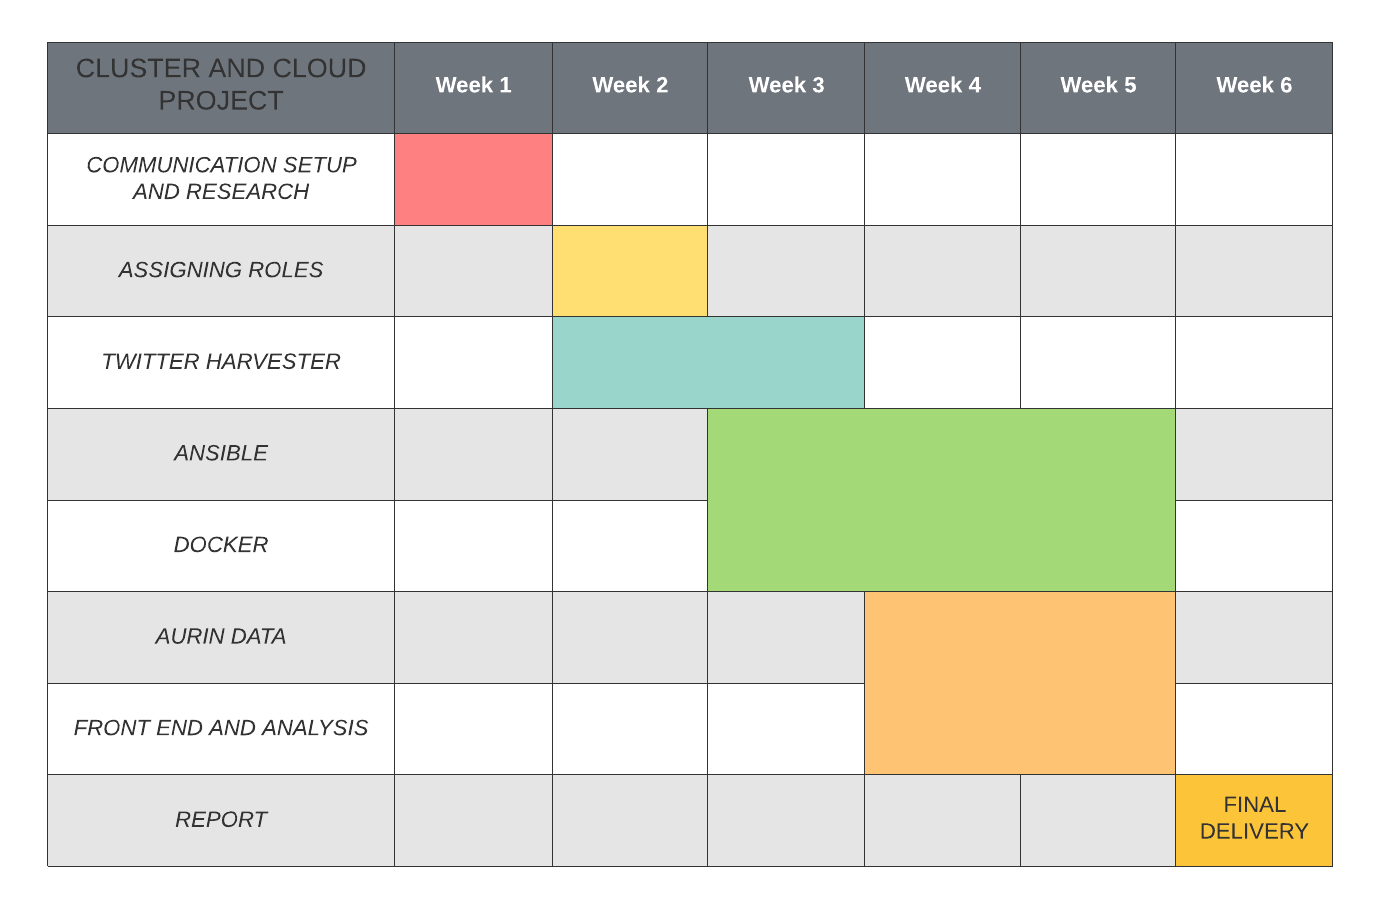 CLUSTER AND CLOUD
PROJECT
Week 1
Week 2
Week 3
Week 4
Week 5
Week 6
COMMUNICATION SETUP
AND RESEARCH
ASSIGNING ROLES
TWITTER HARVESTER
ANSIBLE
DOCKER
AURIN DATA
FRONT END AND ANALYSIS
REPORT
FINAL
DELIVERY